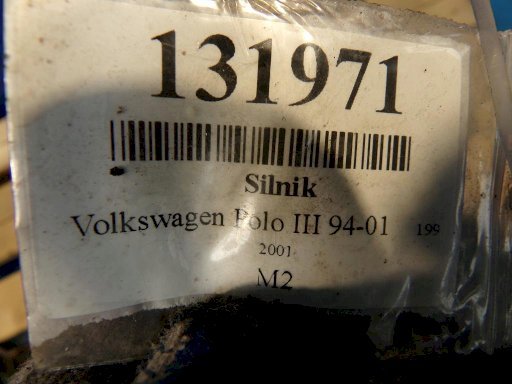 131971
Silnik
Volkswagen Polo III 94-01 199
2001
M2